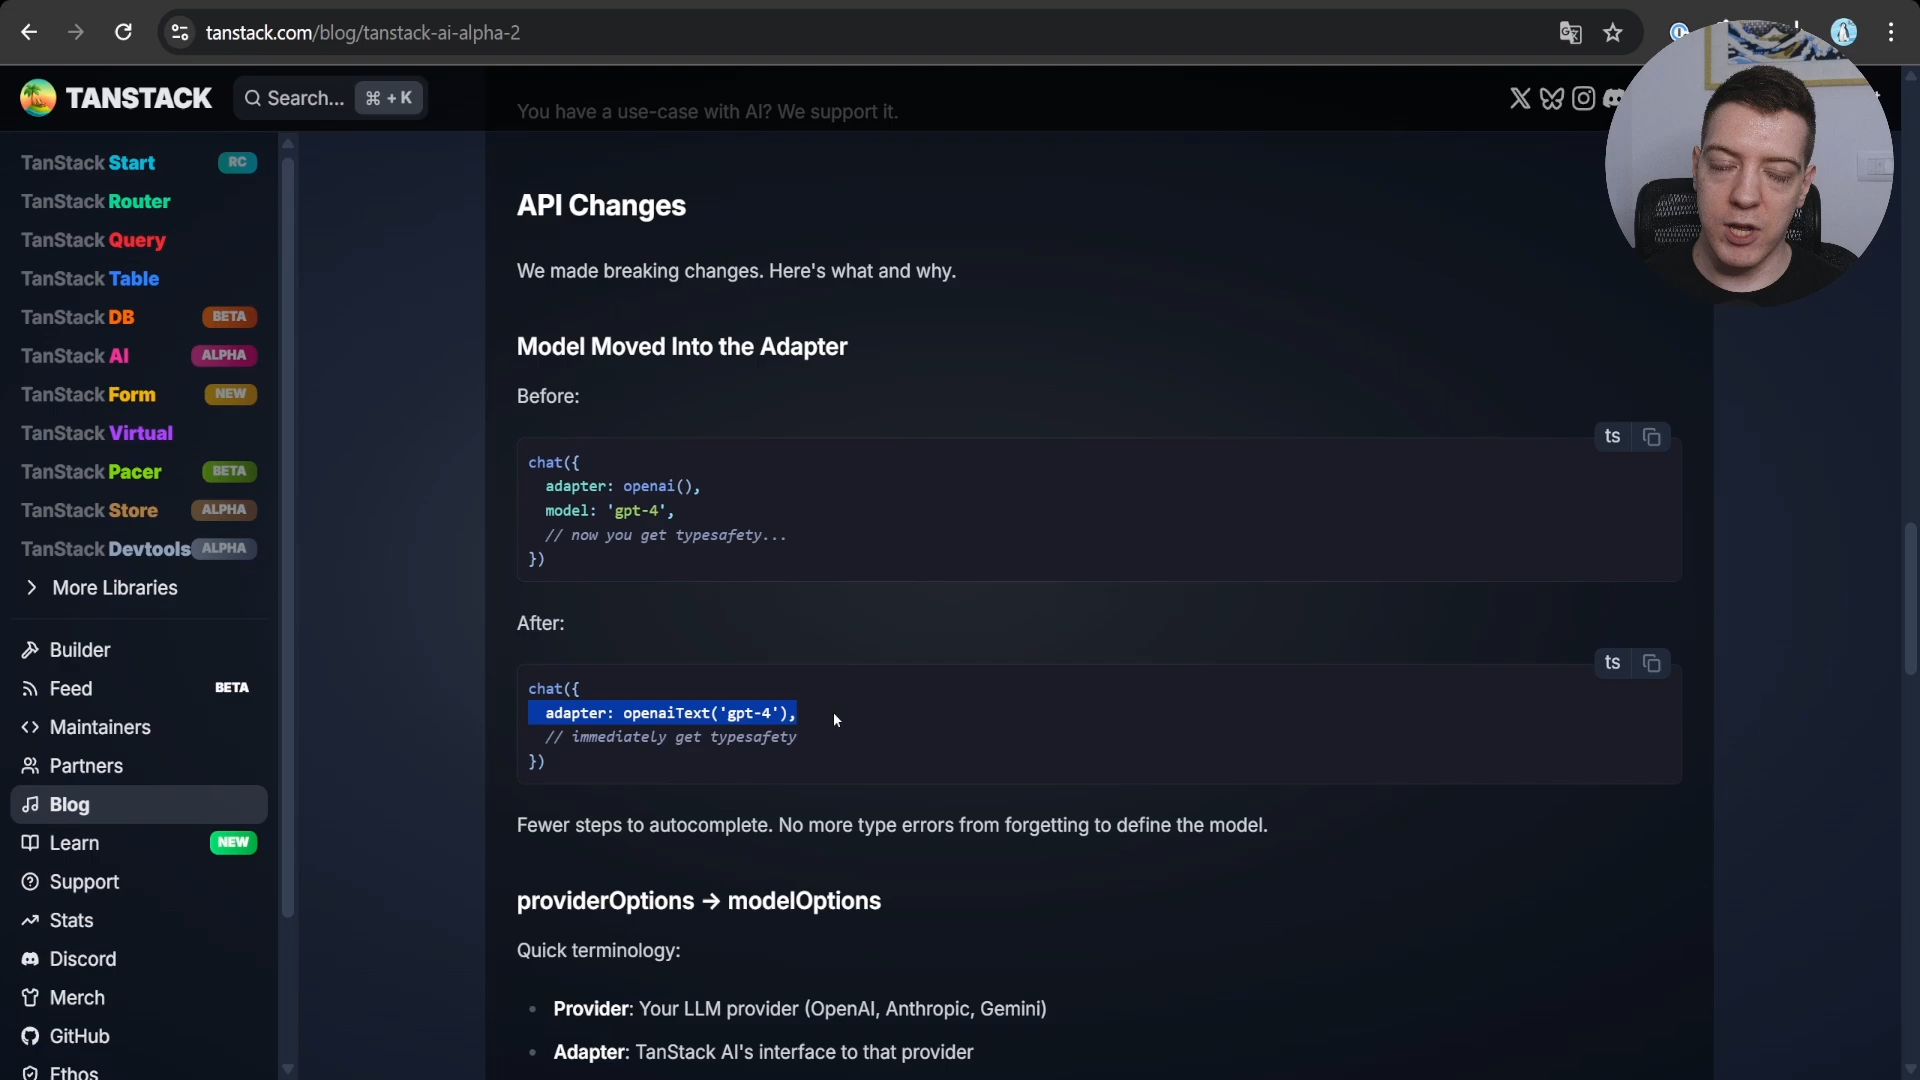 tanstack.com/blog/tanstack-ai-alpha-2
TANSTACK
Search... ⌘ + K
You have a use-case with AI? We support it.
TanStack Start RC
TanStack Router
TanStack Query
TanStack Table
TanStack DB BETA
TanStack AI ALPHA
TanStack Form NEW
TanStack Virtual
TanStack Pacer BETA
TanStack Store ALPHA
TanStack Devtools ALPHA
More Libraries
Builder
Feed BETA
Maintainers
Partners
Blog
Learn NEW
Support
Stats
Discord
Merch
GitHub
Ethos
API Changes
We made breaking changes. Here's what and why.
Model Moved Into the Adapter
Before:
ts
chat({
adapter: openai(),
model: 'gpt-4',
// now you get typesafety...
})
After:
ts
chat({
adapter: openaiText('gpt-4'),
// immediately get typesafety
})
Fewer steps to autocomplete. No more type errors from forgetting to define the model.
providerOptions → modelOptions
Quick terminology:
• Provider: Your LLM provider (OpenAI, Anthropic, Gemini)
• Adapter: TanStack AI's interface to that provider